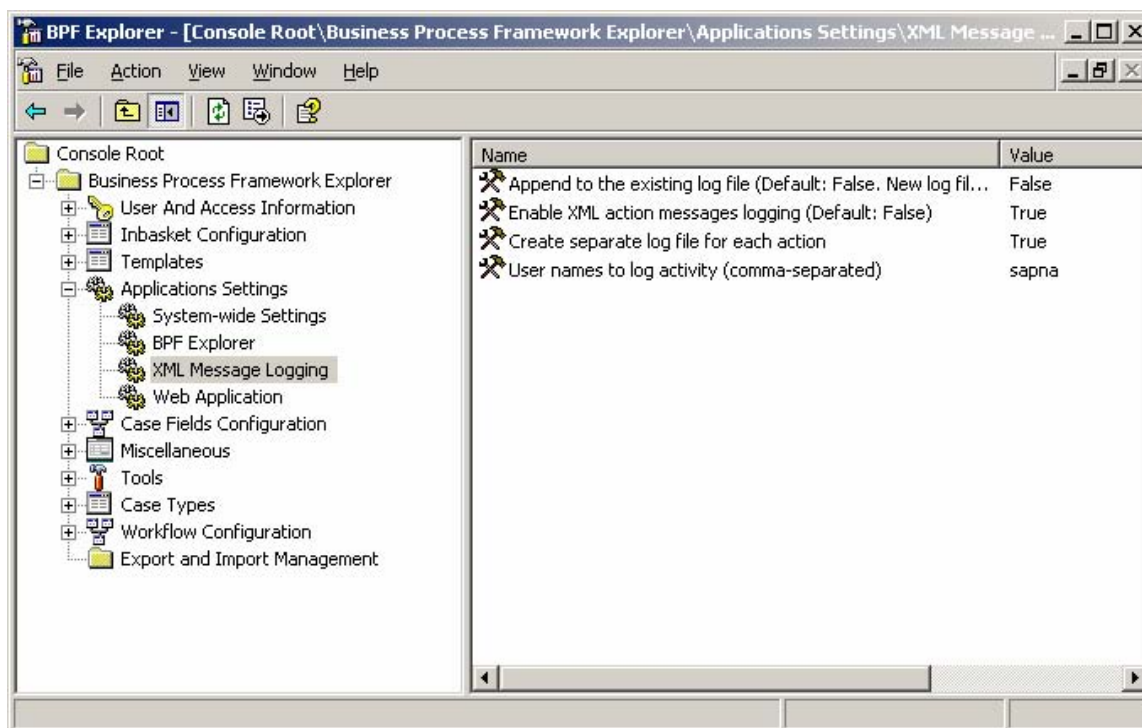 BPF Explorer - [Console Root\Business Process Framework Explorer\Applications Settings\XML Message ...
File Action View Window Help
Console Root
Business Process Framework Explorer
User And Access Information
Inbasket Configuration
Templates
Applications Settings
System-wide Settings
BPF Explorer
XML Message Logging
Web Application
Case Fields Configuration
Miscellaneous
Tools
Case Types
Workflow Configuration
Export and Import Management
Name Value
Append to the existing log file (Default: False. New log fil... False
Enable XML action messages logging (Default: False) True
Create separate log file for each action True
User names to log activity (comma-separated) sapna